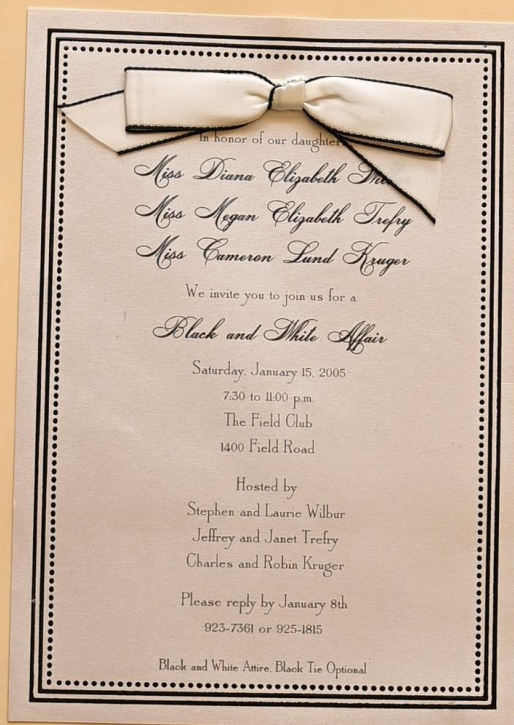 In honor of our daughters
Miss Diana Elizabeth
Miss Megan Elizabeth Trefry
Miss Cameron Lund Kruger
We invite you to join us for a
Black and White Affair
Saturday, January 15, 2005
7:30 to 11:00 p.m.
The Field Club
1400 Field Road
Hosted by
Stephen and Laurie Wilbur
Jeffrey and Janet Trefry
Charles and Robin Kruger
Please reply by January 8th
923-7361 or 925-1815
Black and White Attire, Black Tie Optional